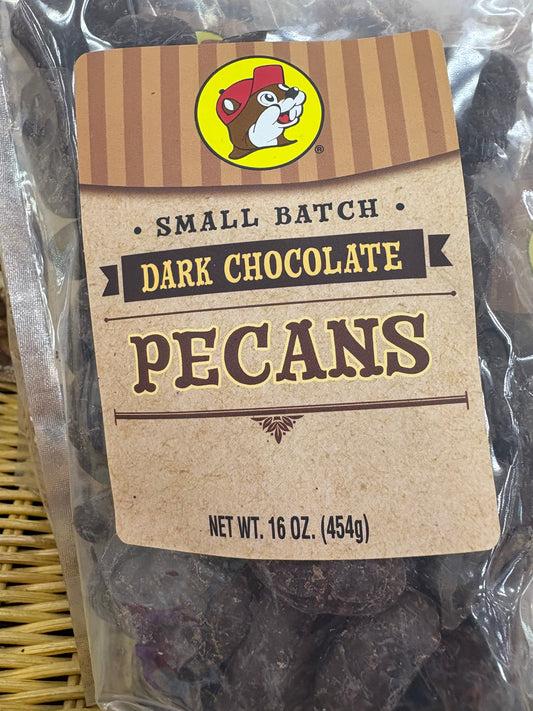 ®
• SMALL BATCH •
DARK CHOCOLATE
PECANS
NET WT. 16 OZ. (454g)